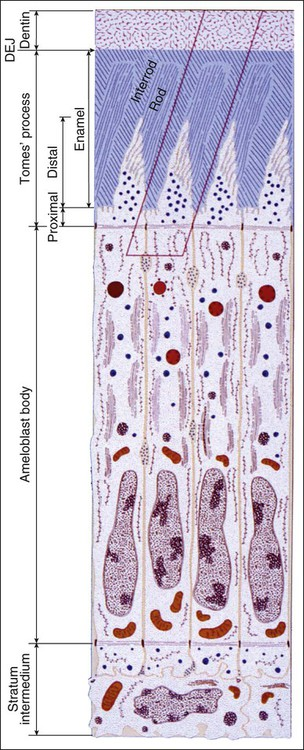 DEJ
Dentin
Tomes' process
Distal
Proximal
Enamel
Interrod
Rod
Ameloblast body
Stratum
intermedium